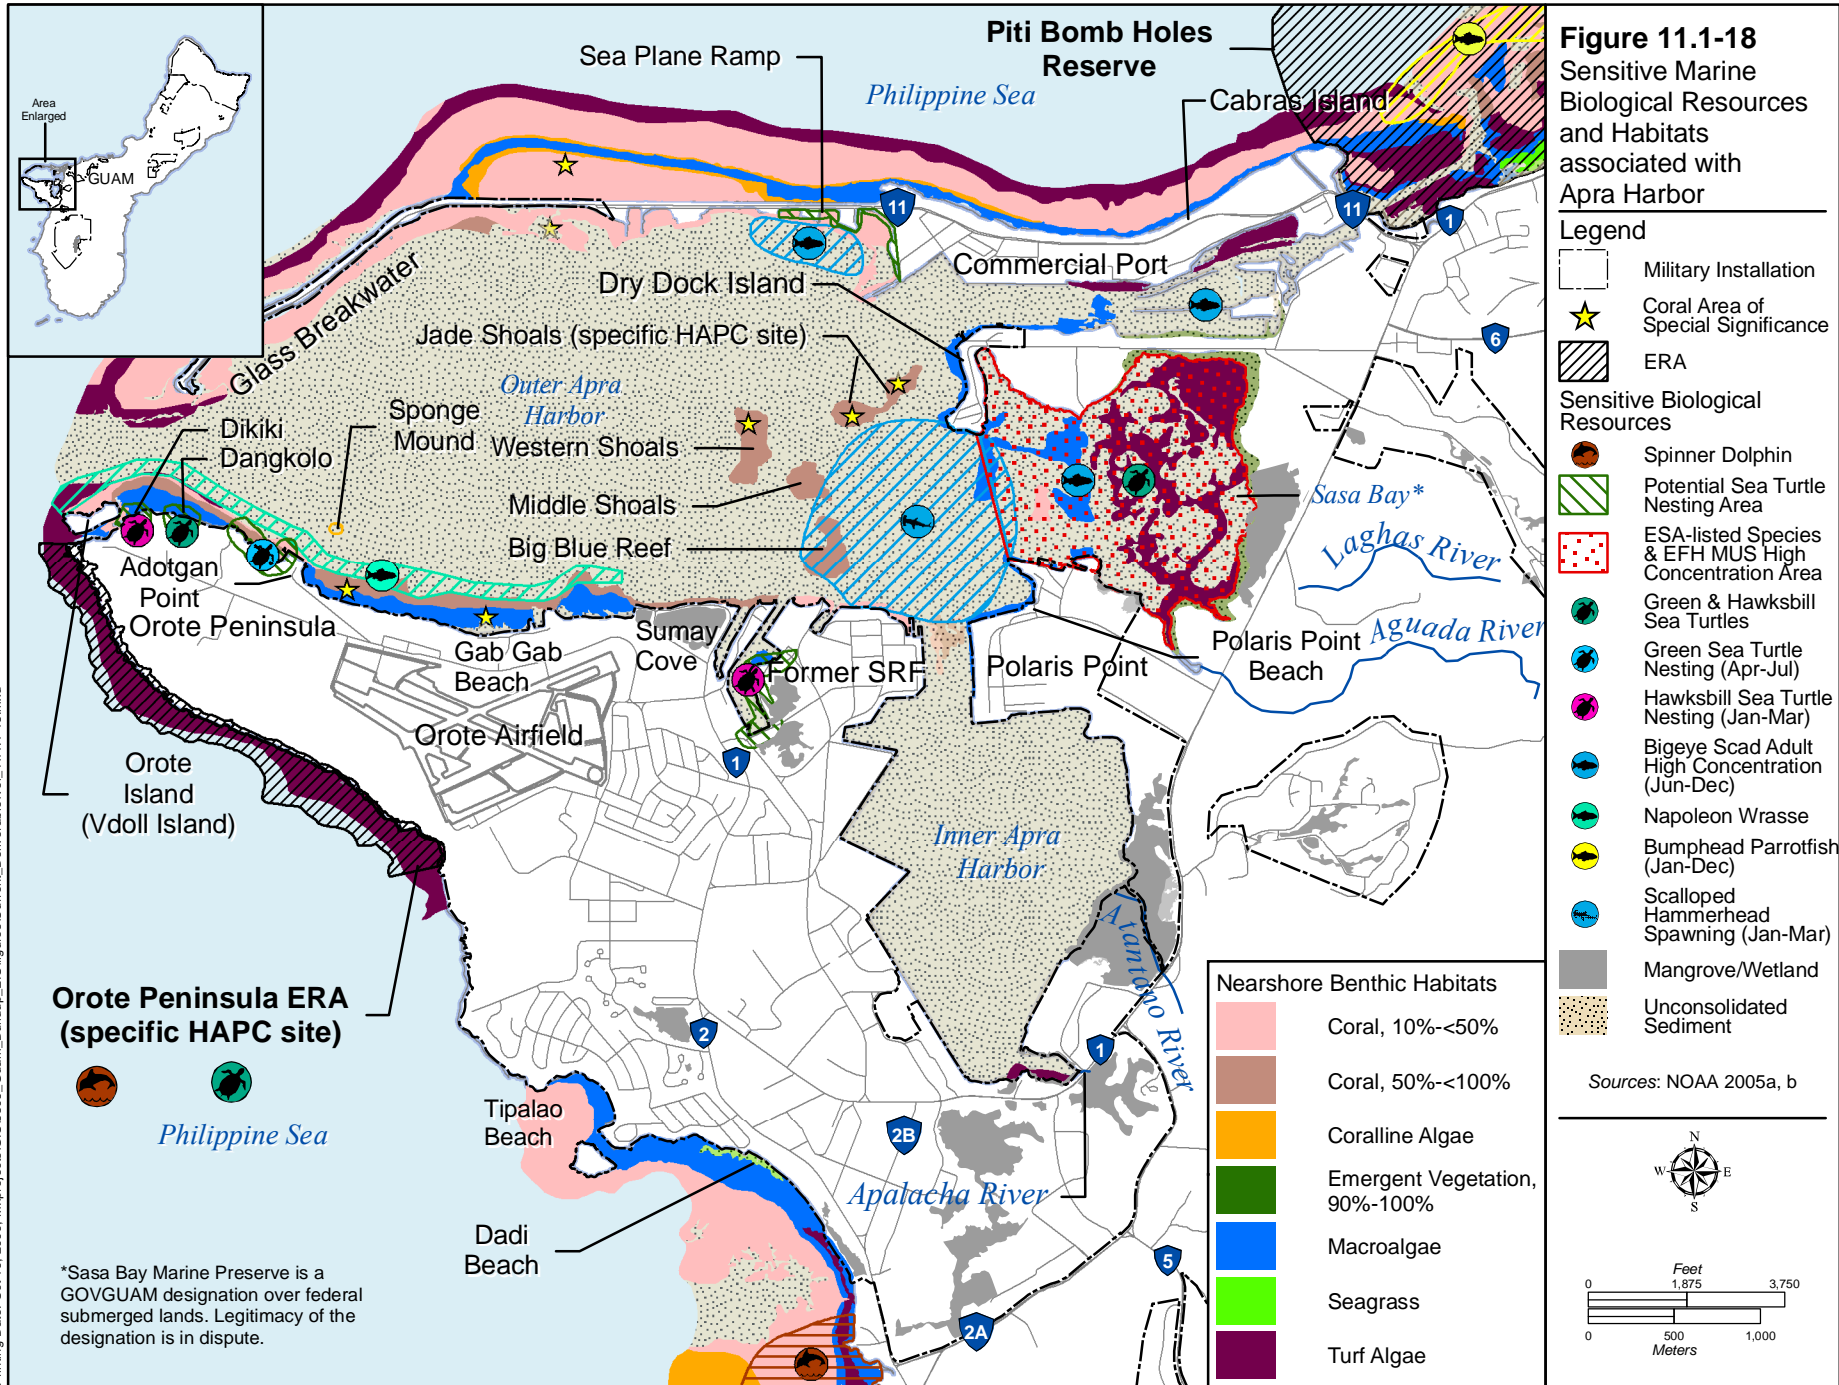 Figure 11.1-18
Sensitive Marine
Biological Resources
and Habitats
associated with
Apra Harbor
Legend
Military Installation
Coral Area of
Special Significance
ERA
Sensitive Biological
Resources
Spinner Dolphin
Potential Sea Turtle
Nesting Area
ESA-listed Species
& EFH MUS High
Concentration Area
Green & Hawksbill
Sea Turtles
Green Sea Turtle
Nesting (Apr-Jul)
Hawksbill Sea Turtle
Nesting (Jan-Mar)
Bigeye Scad Adult
High Concentration
(Jun-Dec)
Napoleon Wrasse
Bumphead Parrotfish
(Jan-Dec)
Scalloped
Hammerhead
Spawning (Jan-Mar)
Mangrove/Wetland
Unconsolidated
Sediment
Sources: NOAA 2005a, b
N
W E
S
Feet
0 1,875 3,750
0 500 1,000
Meters
Area
Enlarged
GUAM
Sea Plane Ramp
Piti Bomb Holes
Reserve
Philippine Sea
Cabras Island
11
11
1
6
Commercial Port
Glass Breakwater
Dry Dock Island
Jade Shoals (specific HAPC site)
Outer Apra
Harbor
Sponge
Mound
Western Shoals
Dikiki
Dangkolo
Middle Shoals
Big Blue Reef
Sasa Bay*
Laghas River
Aguada River
Adotgan
Point
Orote Peninsula
Gab Gab
Beach
Sumay
Cove
Former SRF
Polaris Point
Polaris Point
Beach
Orote Airfield
1
Orote
Island
(Vdoll Island)
Inner Apra
Harbor
Atantano River
Orote Peninsula ERA
(specific HAPC site)
Philippine Sea
2
1
Tipalao
Beach
2B
Apalacha River
Dadi
Beach
5
2A
*Sasa Bay Marine Preserve is a
GOVGUAM designation over federal
submerged lands. Legitimacy of the
designation is in dispute.
Nearshore Benthic Habitats
Coral, 10%-<50%
Coral, 50%-<100%
Coralline Algae
Emergent Vegetation,
90%-100%
Macroalgae
Seagrass
Turf Algae